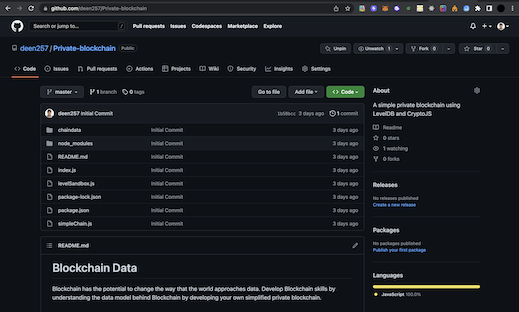 github.com/deen257/Private-blockchain
Search or jump to...
/
Pull requests Issues Codespaces Marketplace Explore
deen257 / Private-blockchain Public
Unpin
Unwatch 1
Fork 0
Star 0
Code
Issues
Pull requests
Actions
Projects
Wiki
Security
Insights
Settings
master
1 branch
0 tags
Go to file
Add file
Code
deen257 Initial Commit
3 days ago
1 commit
chaindata Initial Commit 3 days ago
node_modules Initial Commit 3 days ago
README.md Initial Commit 3 days ago
index.js Initial Commit 3 days ago
levelSandbox.js Initial Commit 3 days ago
package-lock.json Initial Commit 3 days ago
package.json Initial Commit 3 days ago
simpleChain.js Initial Commit 3 days ago
README.md
Blockchain Data
Blockchain has the potential to change the way that the world approaches data. Develop Blockchain skills by
understanding the data model behind Blockchain by developing your own simplified private blockchain.
About
A simple private blockchain using
LevelDB and CryptoJS
Readme
0 stars
1 watching
0 forks
Releases
No releases published
Create a new release
Packages
No packages published
Publish your first package
Languages
JavaScript 100.0%